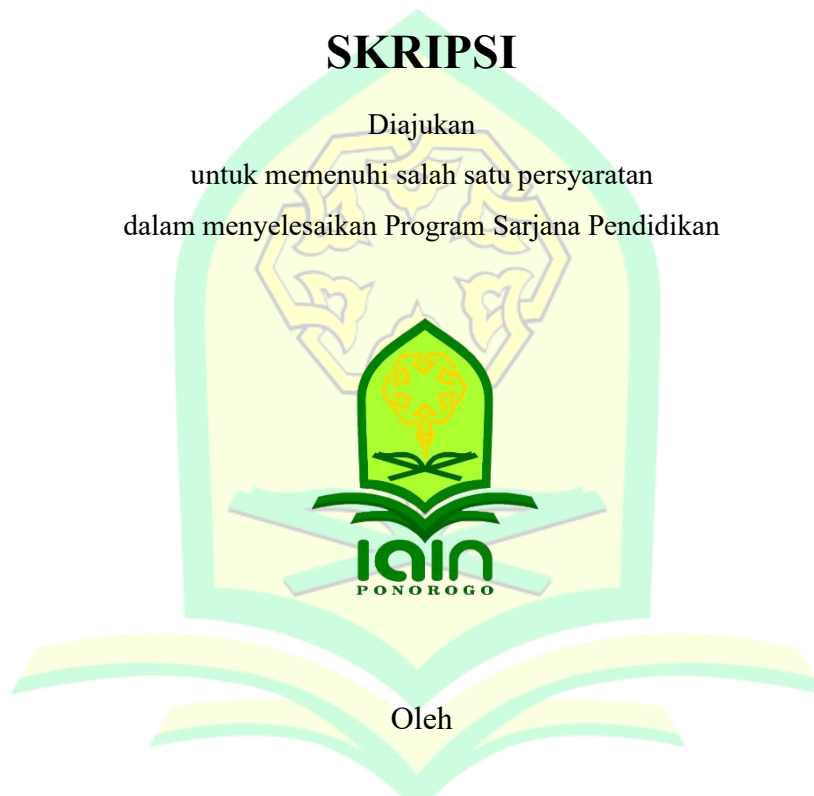 SKRIPSI
Diajukan
untuk memenuhi salah satu persyaratan
dalam menyelesaikan Program Sarjana Pendidikan
IAIN
PONOROGO
Oleh